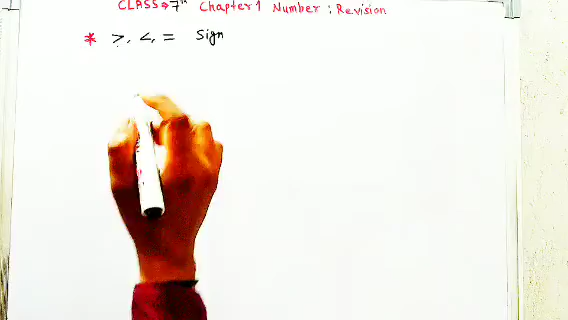 CLASS → 7th Chapter 1 Number : Revision
* >, <, = Sign